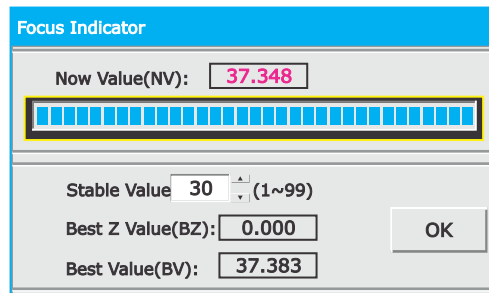 Focus Indicator
Now Value(NV): 37.348
Stable Value 30 (1~99)
Best Z Value(BZ): 0.000
OK
Best Value(BV): 37.383